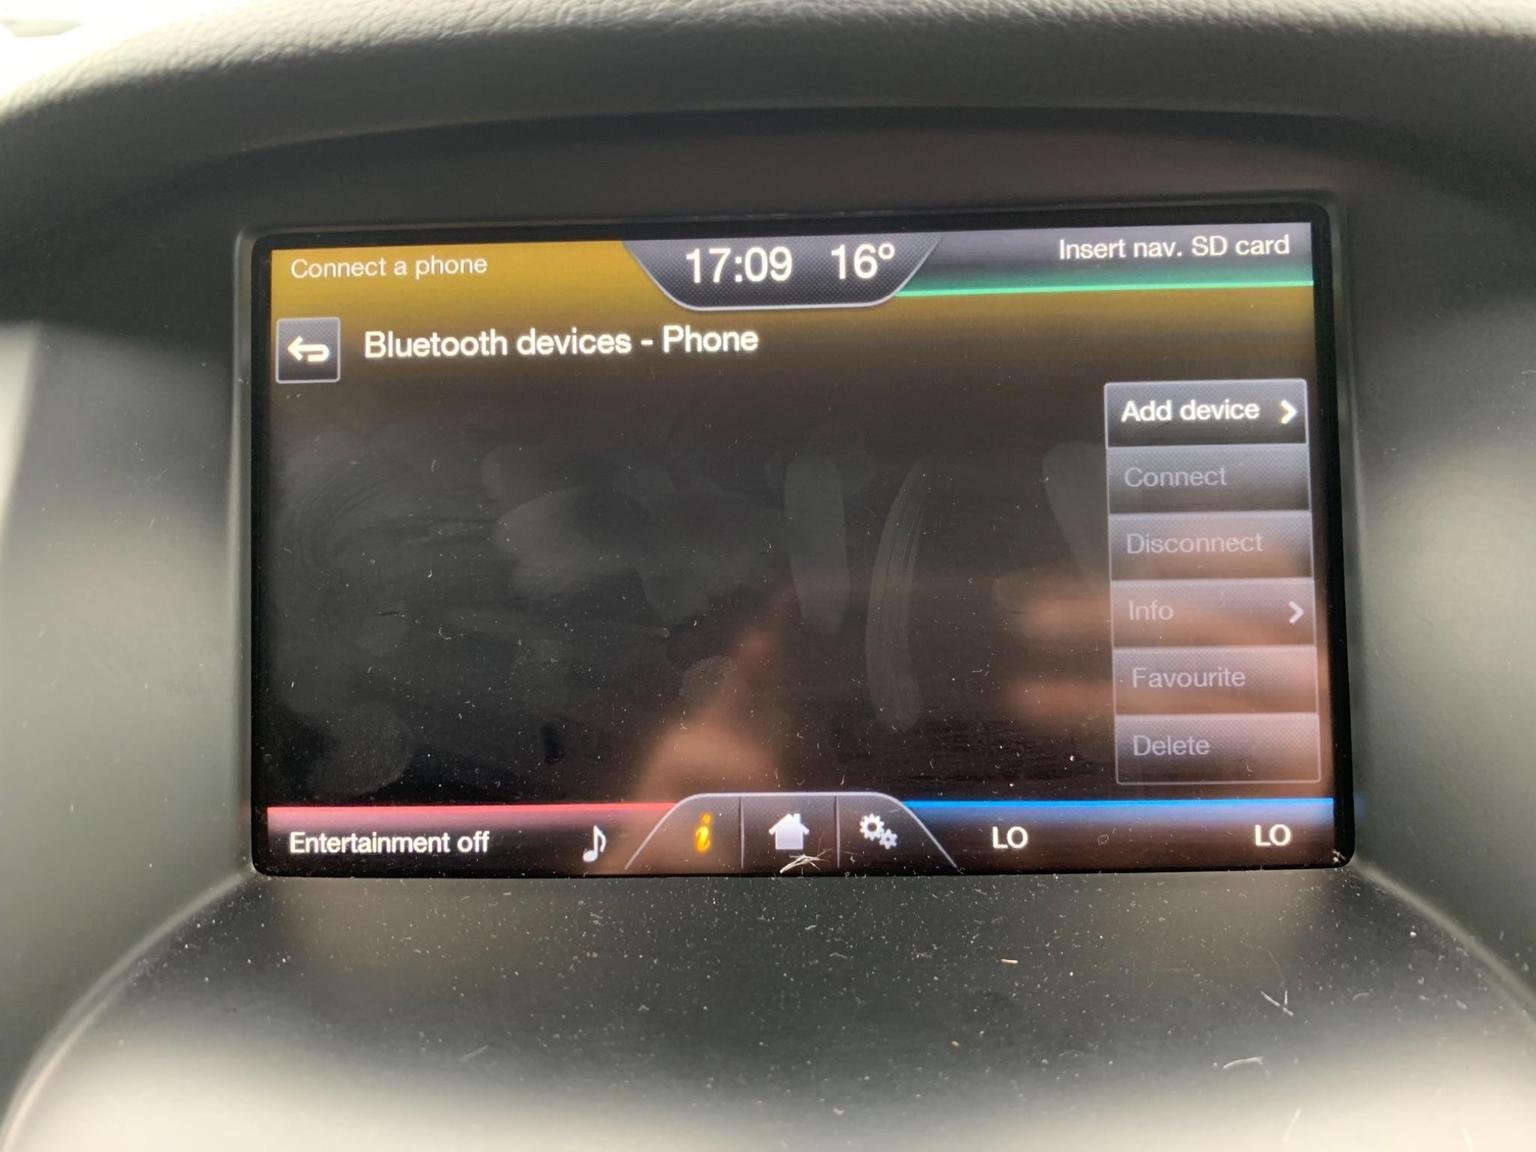 Connect a phone
17:09 16°
Insert nav. SD card
Bluetooth devices - Phone
Add device
Connect
Disconnect
Info
Favourite
Delete
Entertainment off
i
LO
LO